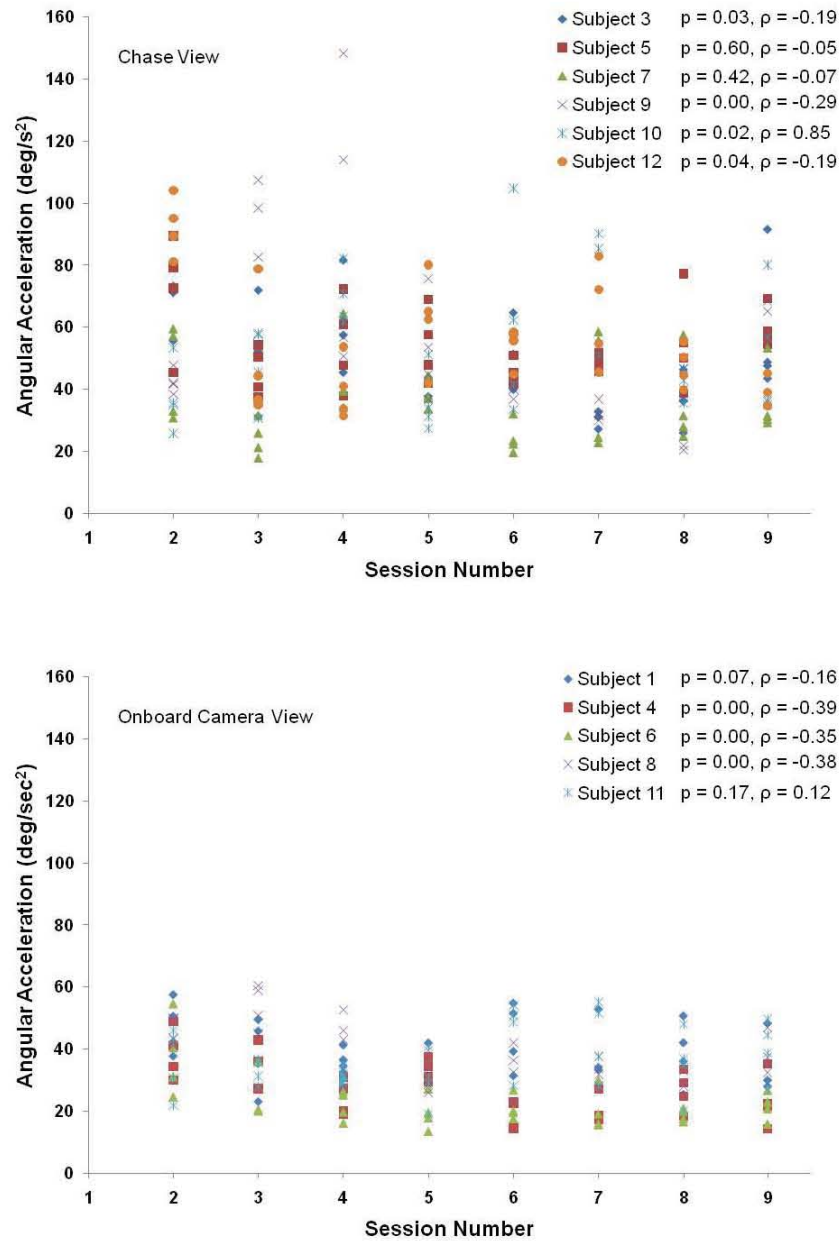 160
140
120
100
80
60
40
20
0
Angular Acceleration (deg/s²)
Chase View
Subject 3 p = 0.03, ρ = -0.19
Subject 5 p = 0.60, ρ = -0.05
Subject 7 p = 0.42, ρ = -0.07
Subject 9 p = 0.00, ρ = -0.29
Subject 10 p = 0.02, ρ = 0.85
Subject 12 p = 0.04, ρ = -0.19
1 2 3 4 5 6 7 8 9
Session Number
160
140
120
100
80
60
40
20
0
Angular Acceleration (deg/sec²)
Onboard Camera View
Subject 1 p = 0.07, ρ = -0.16
Subject 4 p = 0.00, ρ = -0.39
Subject 6 p = 0.00, ρ = -0.35
Subject 8 p = 0.00, ρ = -0.38
Subject 11 p = 0.17, ρ = 0.12
1 2 3 4 5 6 7 8 9
Session Number